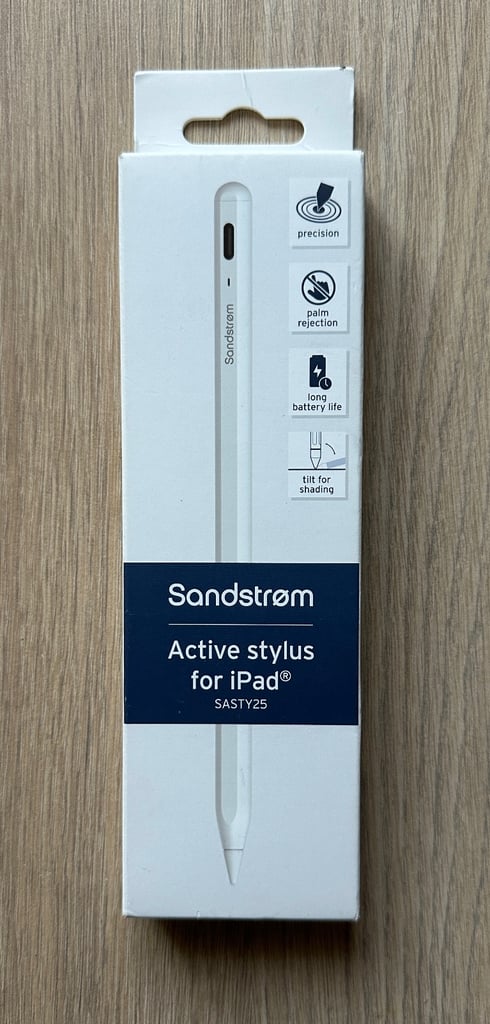 precision
palm
rejection
long
battery life
tilt for
shading
Sandstrøm
Sandstrøm
Active stylus
for iPad®
SASTY25